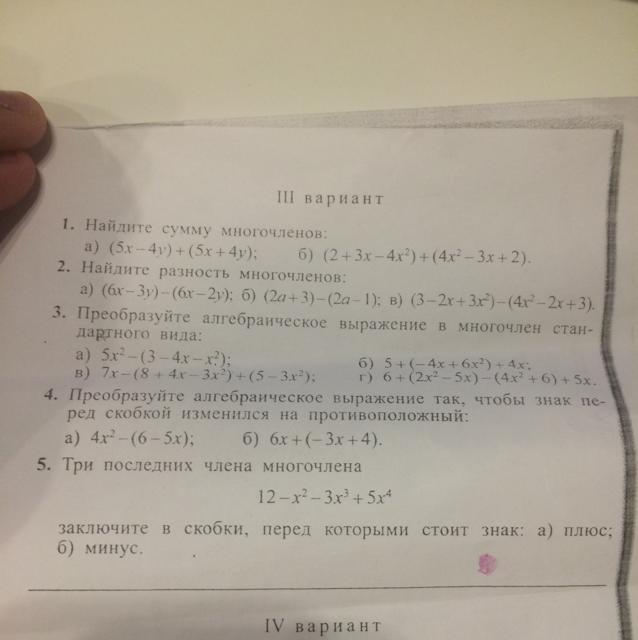 III вариант
1. Найдите сумму многочленов:
а) (5x−4y)+(5x+4y); б) (2+3x−4x²)+(4x²−3x+2).
2. Найдите разность многочленов:
а) (6x−3y)−(6x−2y); б) (2a+3)−(2a−1); в) (3−2x+3x²)−(4x²−2x+3).
3. Преобразуйте алгебраическое выражение в многочлен стан-
дартного вида:
а) 5x²−(3−4x−x²); б) 5+(−4x+6x²)+4x;
в) 7x−(8+4x−3x²)+(5−3x²); г) 6+(2x²−5x)−(4x²+6)+5x.
4. Преобразуйте алгебраическое выражение так, чтобы знак пе-
ред скобкой изменился на противоположный:
а) 4x²−(6−5x); б) 6x+(−3x+4).
5. Три последних члена многочлена
12−x²−3x³+5x⁴
заключите в скобки, перед которыми стоит знак: а) плюс;
б) минус.
IV вариант